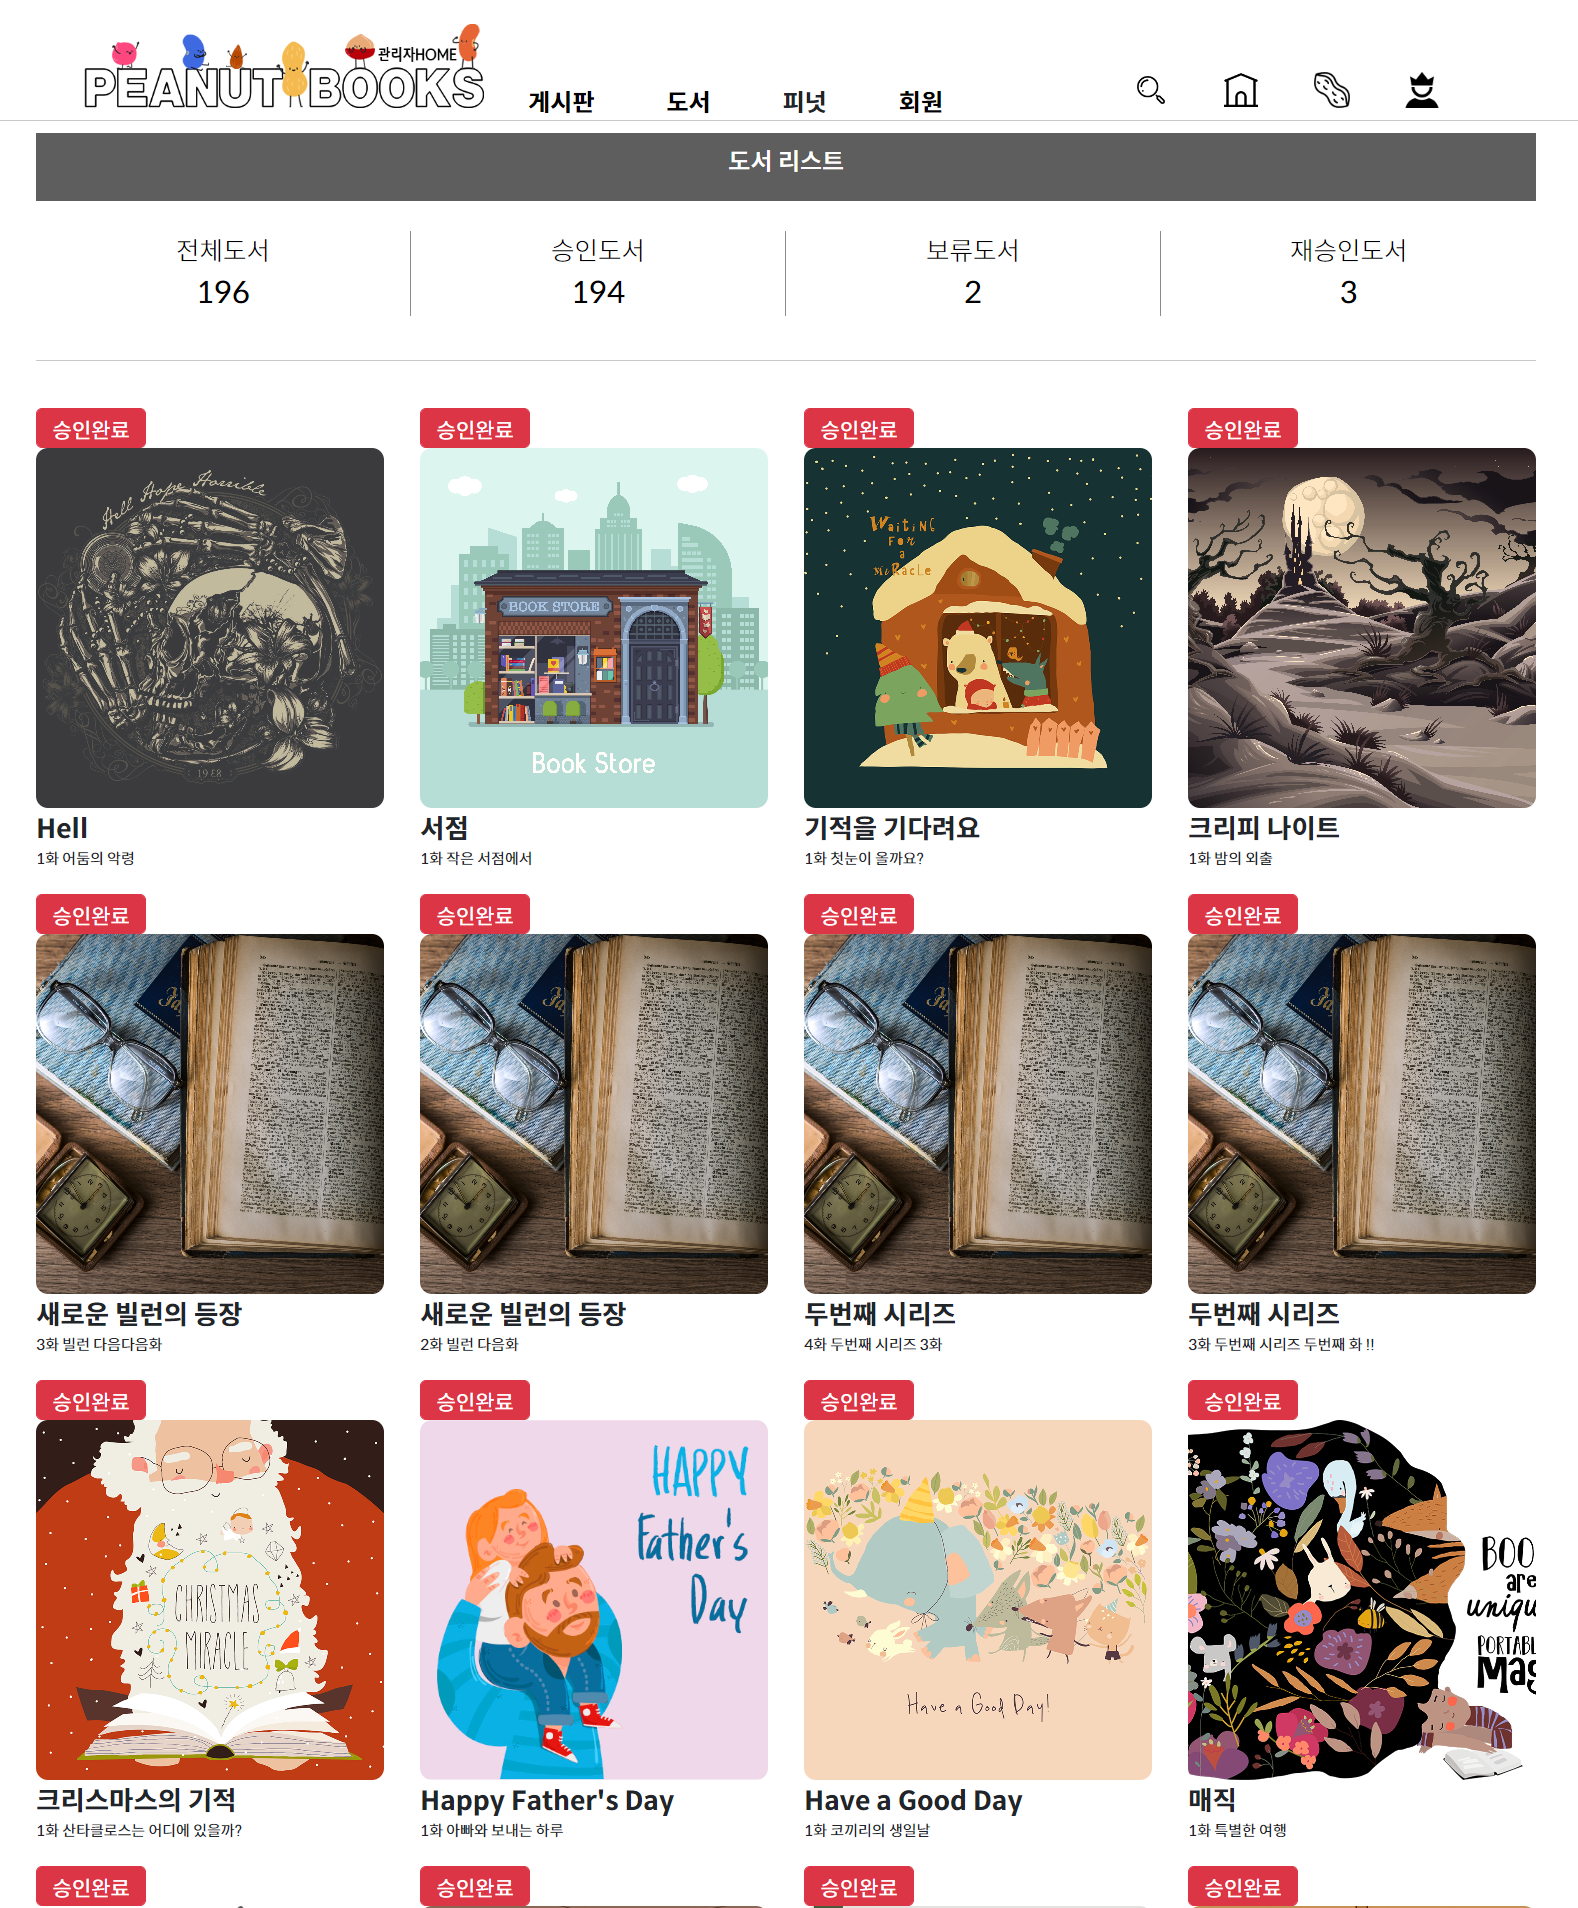 관리자HOME
PEANUT BOOKS
게시판 도서 피넛 회원
도서 리스트
전체도서 승인도서 보류도서 재승인도서
196 194 2 3
승인완료 승인완료 승인완료 승인완료
Hell Hope Horrible
1988
BOOK STORE
Book Store
WaitiNG
FoR
a
miRacLe
Hell 서점 기적을 기다려요 크리피 나이트
1화 어둠의 악령 1화 작은 서점에서 1화 첫눈이 올까요? 1화 밤의 외출
승인완료 승인완료 승인완료 승인완료
새로운 빌런의 등장 새로운 빌런의 등장 두번째 시리즈 두번째 시리즈
3화 빌런 다음다음화 2화 빌런 다음화 4화 두번째 시리즈 3화 3화 두번째 시리즈 두번째 화 !!
승인완료 승인완료 승인완료 승인완료
CHRISTMAS
MIRACLE
HAPPY
Father's
Day
Have a Good Day!
BOO
are
uniqu
PORTABL
Mag
크리스마스의 기적 Happy Father's Day Have a Good Day 매직
1화 산타클로스는 어디에 있을까? 1화 아빠와 보내는 하루 1화 코끼리의 생일날 1화 특별한 여행
승인완료 승인완료 승인완료 승인완료